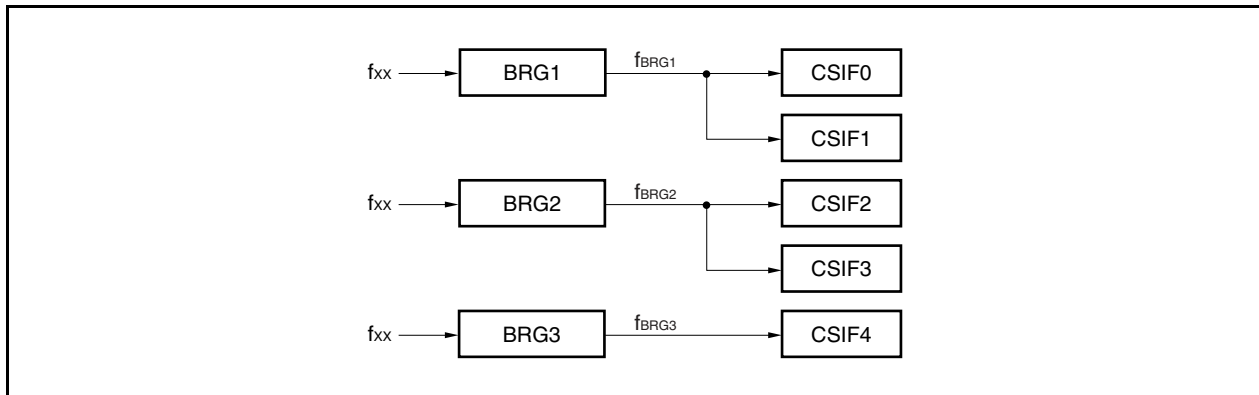 fxx BRG1 fBRG1 CSIF0
CSIF1
fxx BRG2 fBRG2 CSIF2
CSIF3
fxx BRG3 fBRG3 CSIF4